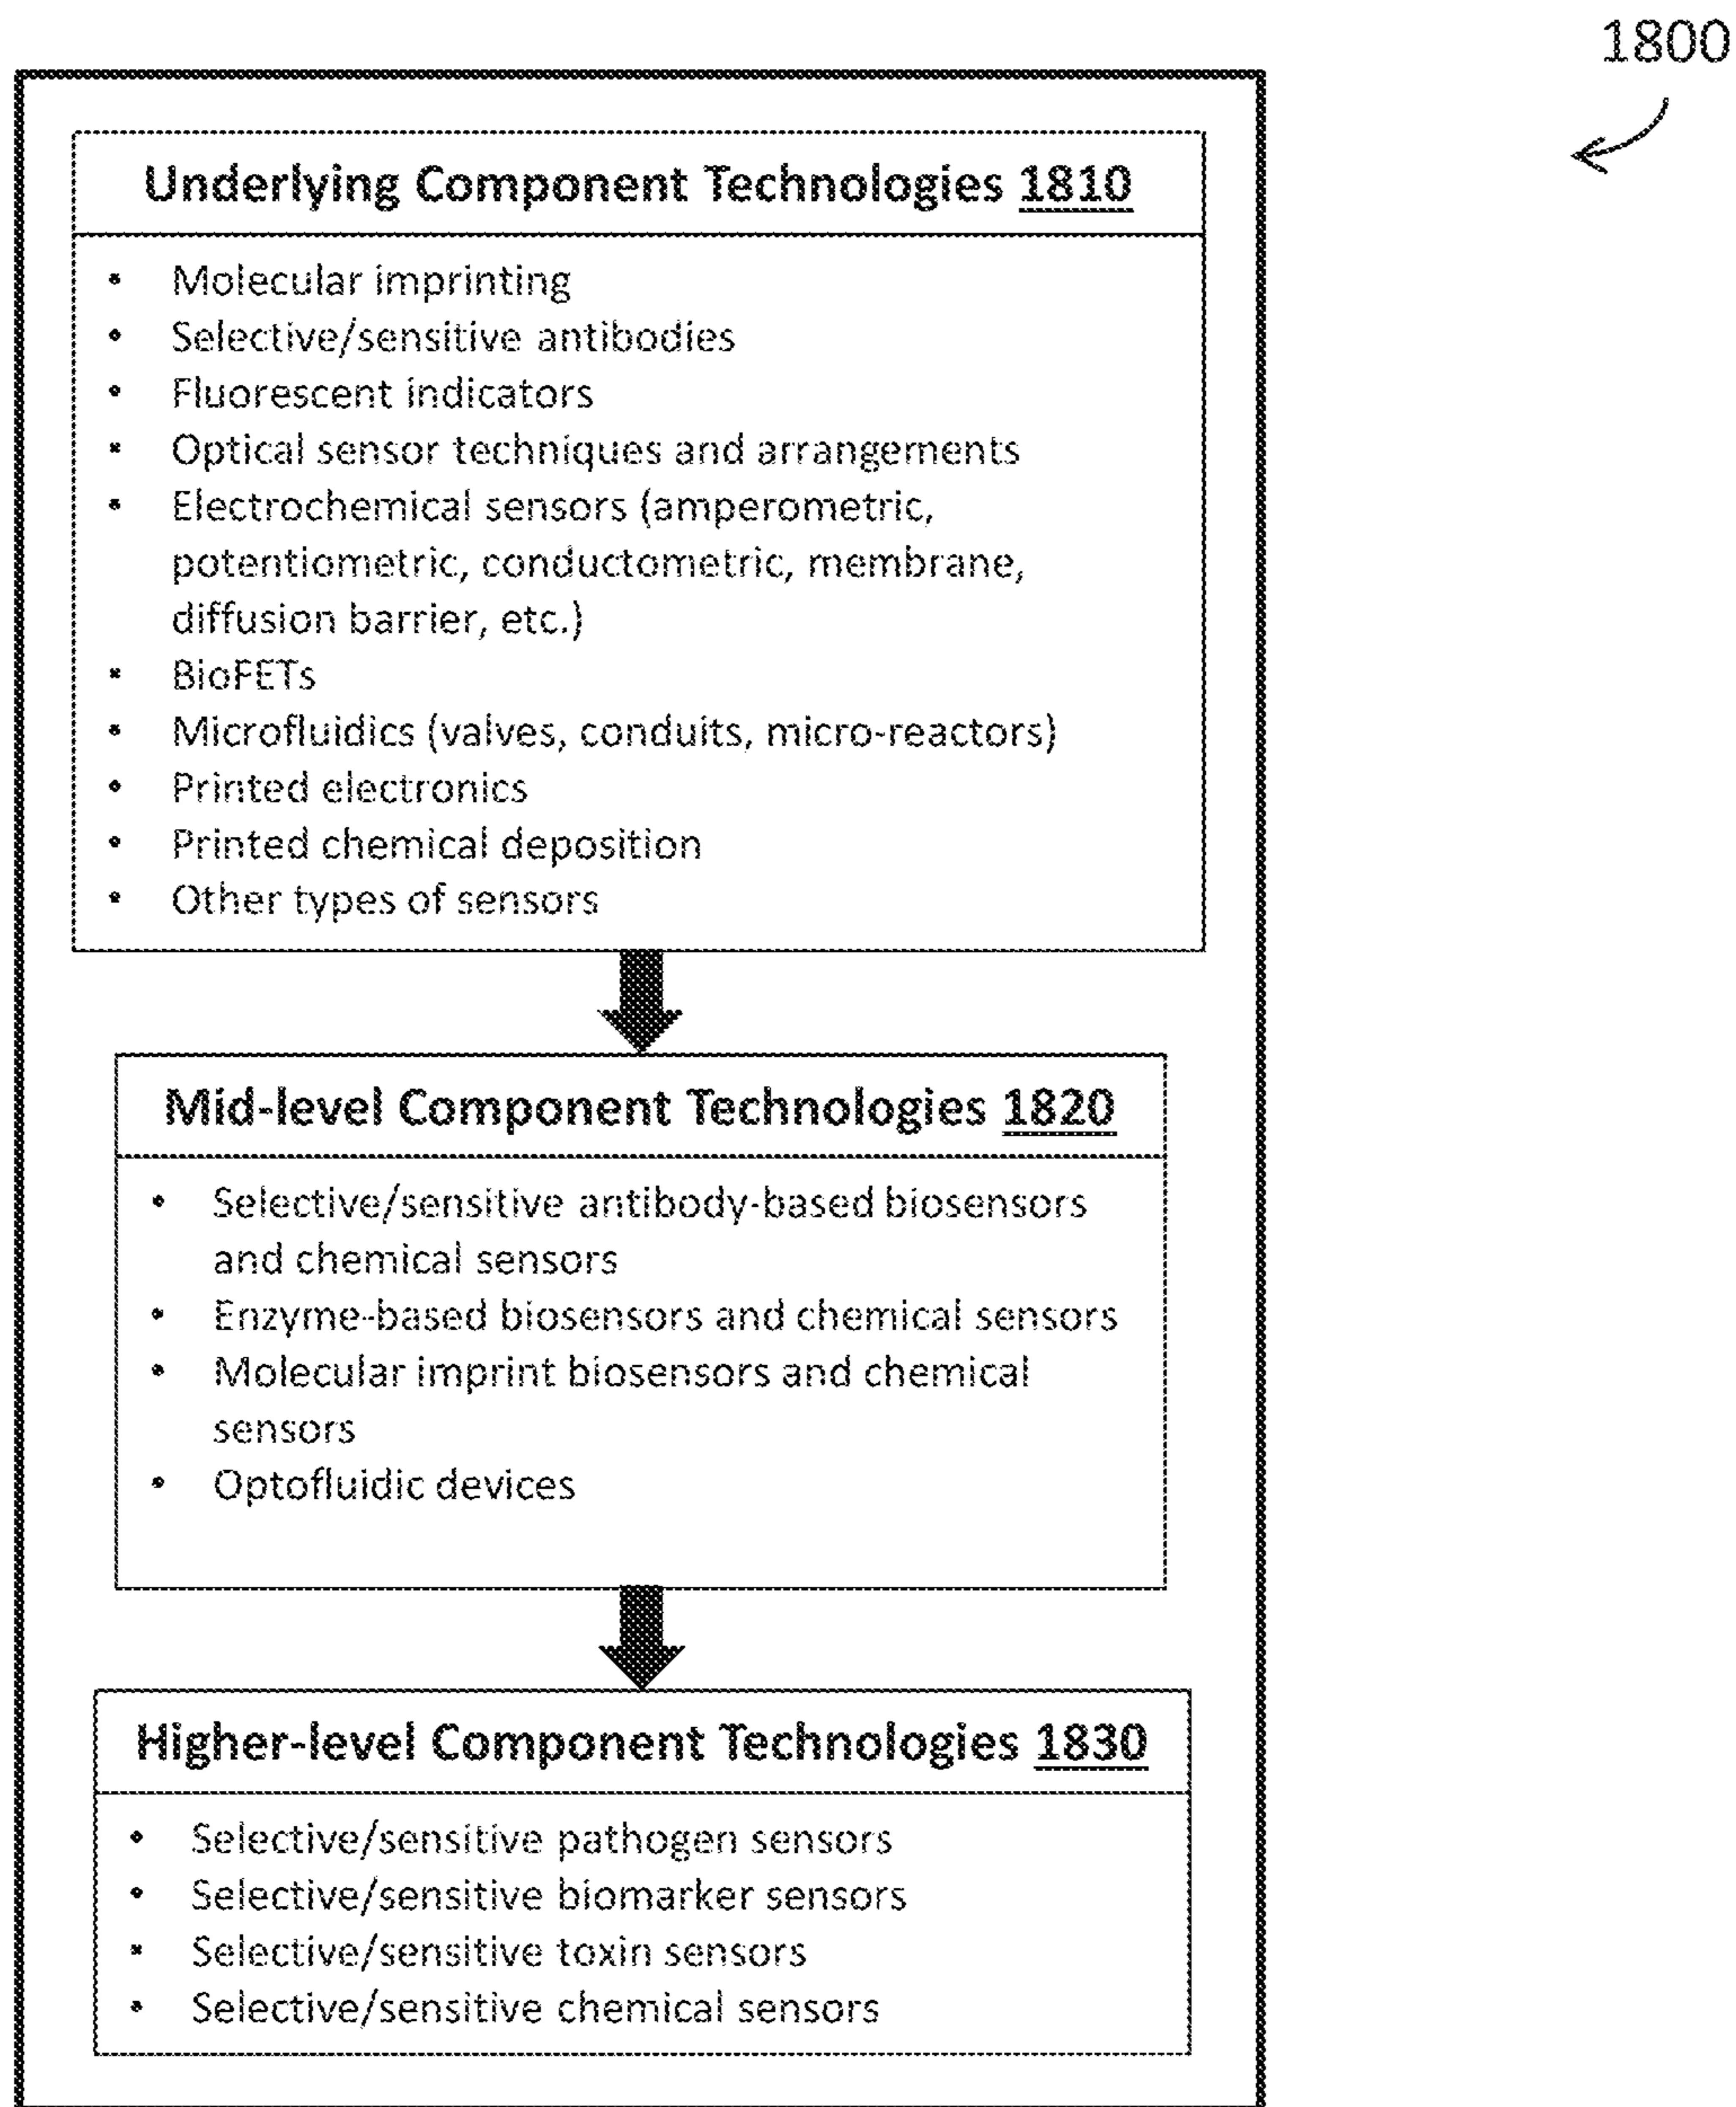 1800
Underlying Component Technologies 1810
• Molecular imprinting
• Selective/sensitive antibodies
• Fluorescent indicators
• Optical sensor techniques and arrangements
• Electrochemical sensors (amperometric,
potentiometric, conductometric, membrane,
diffusion barrier, etc.)
• BioFETs
• Microfluidics (valves, conduits, micro-reactors)
• Printed electronics
• Printed chemical deposition
• Other types of sensors
Mid-level Component Technologies 1820
• Selective/sensitive antibody-based biosensors
and chemical sensors
• Enzyme-based biosensors and chemical sensors
• Molecular imprint biosensors and chemical
sensors
• Optofluidic devices
Higher-level Component Technologies 1830
• Selective/sensitive pathogen sensors
• Selective/sensitive biomarker sensors
• Selective/sensitive toxin sensors
• Selective/sensitive chemical sensors